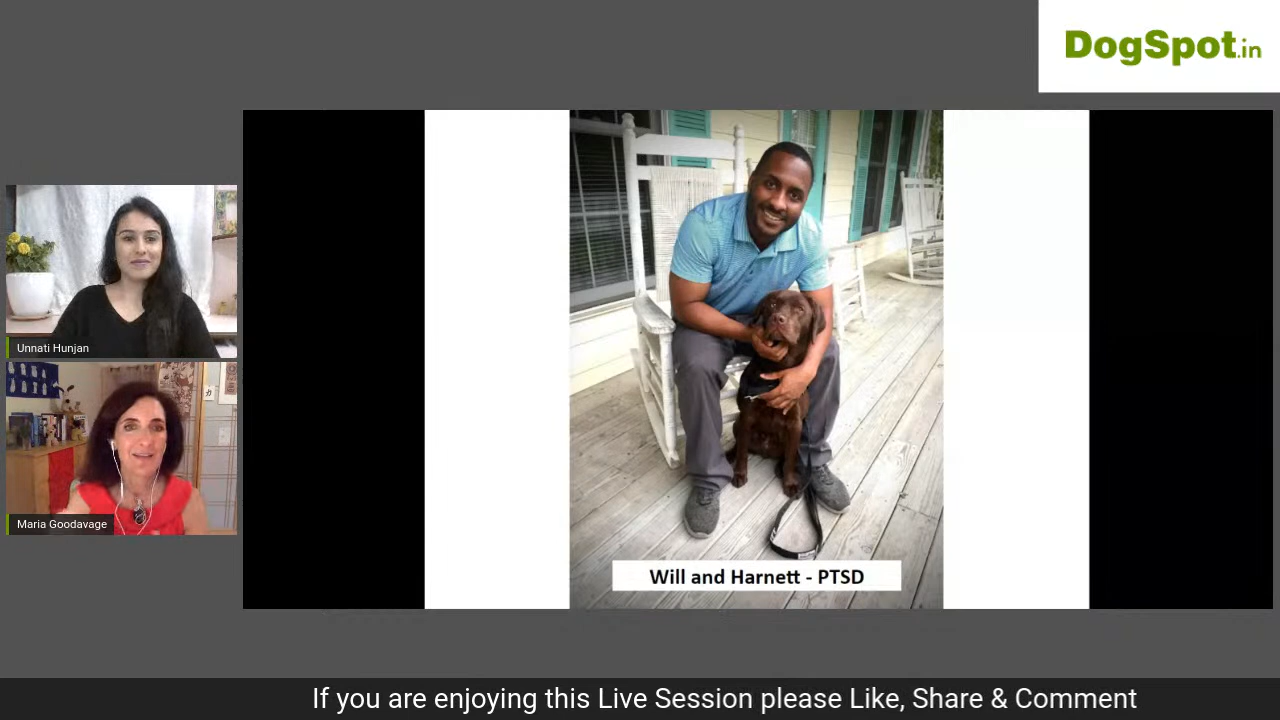 DogSpot.in
Unnati Hunjan
Maria Goodavage
Will and Harnett - PTSD
If you are enjoying this Live Session please Like, Share & Comment